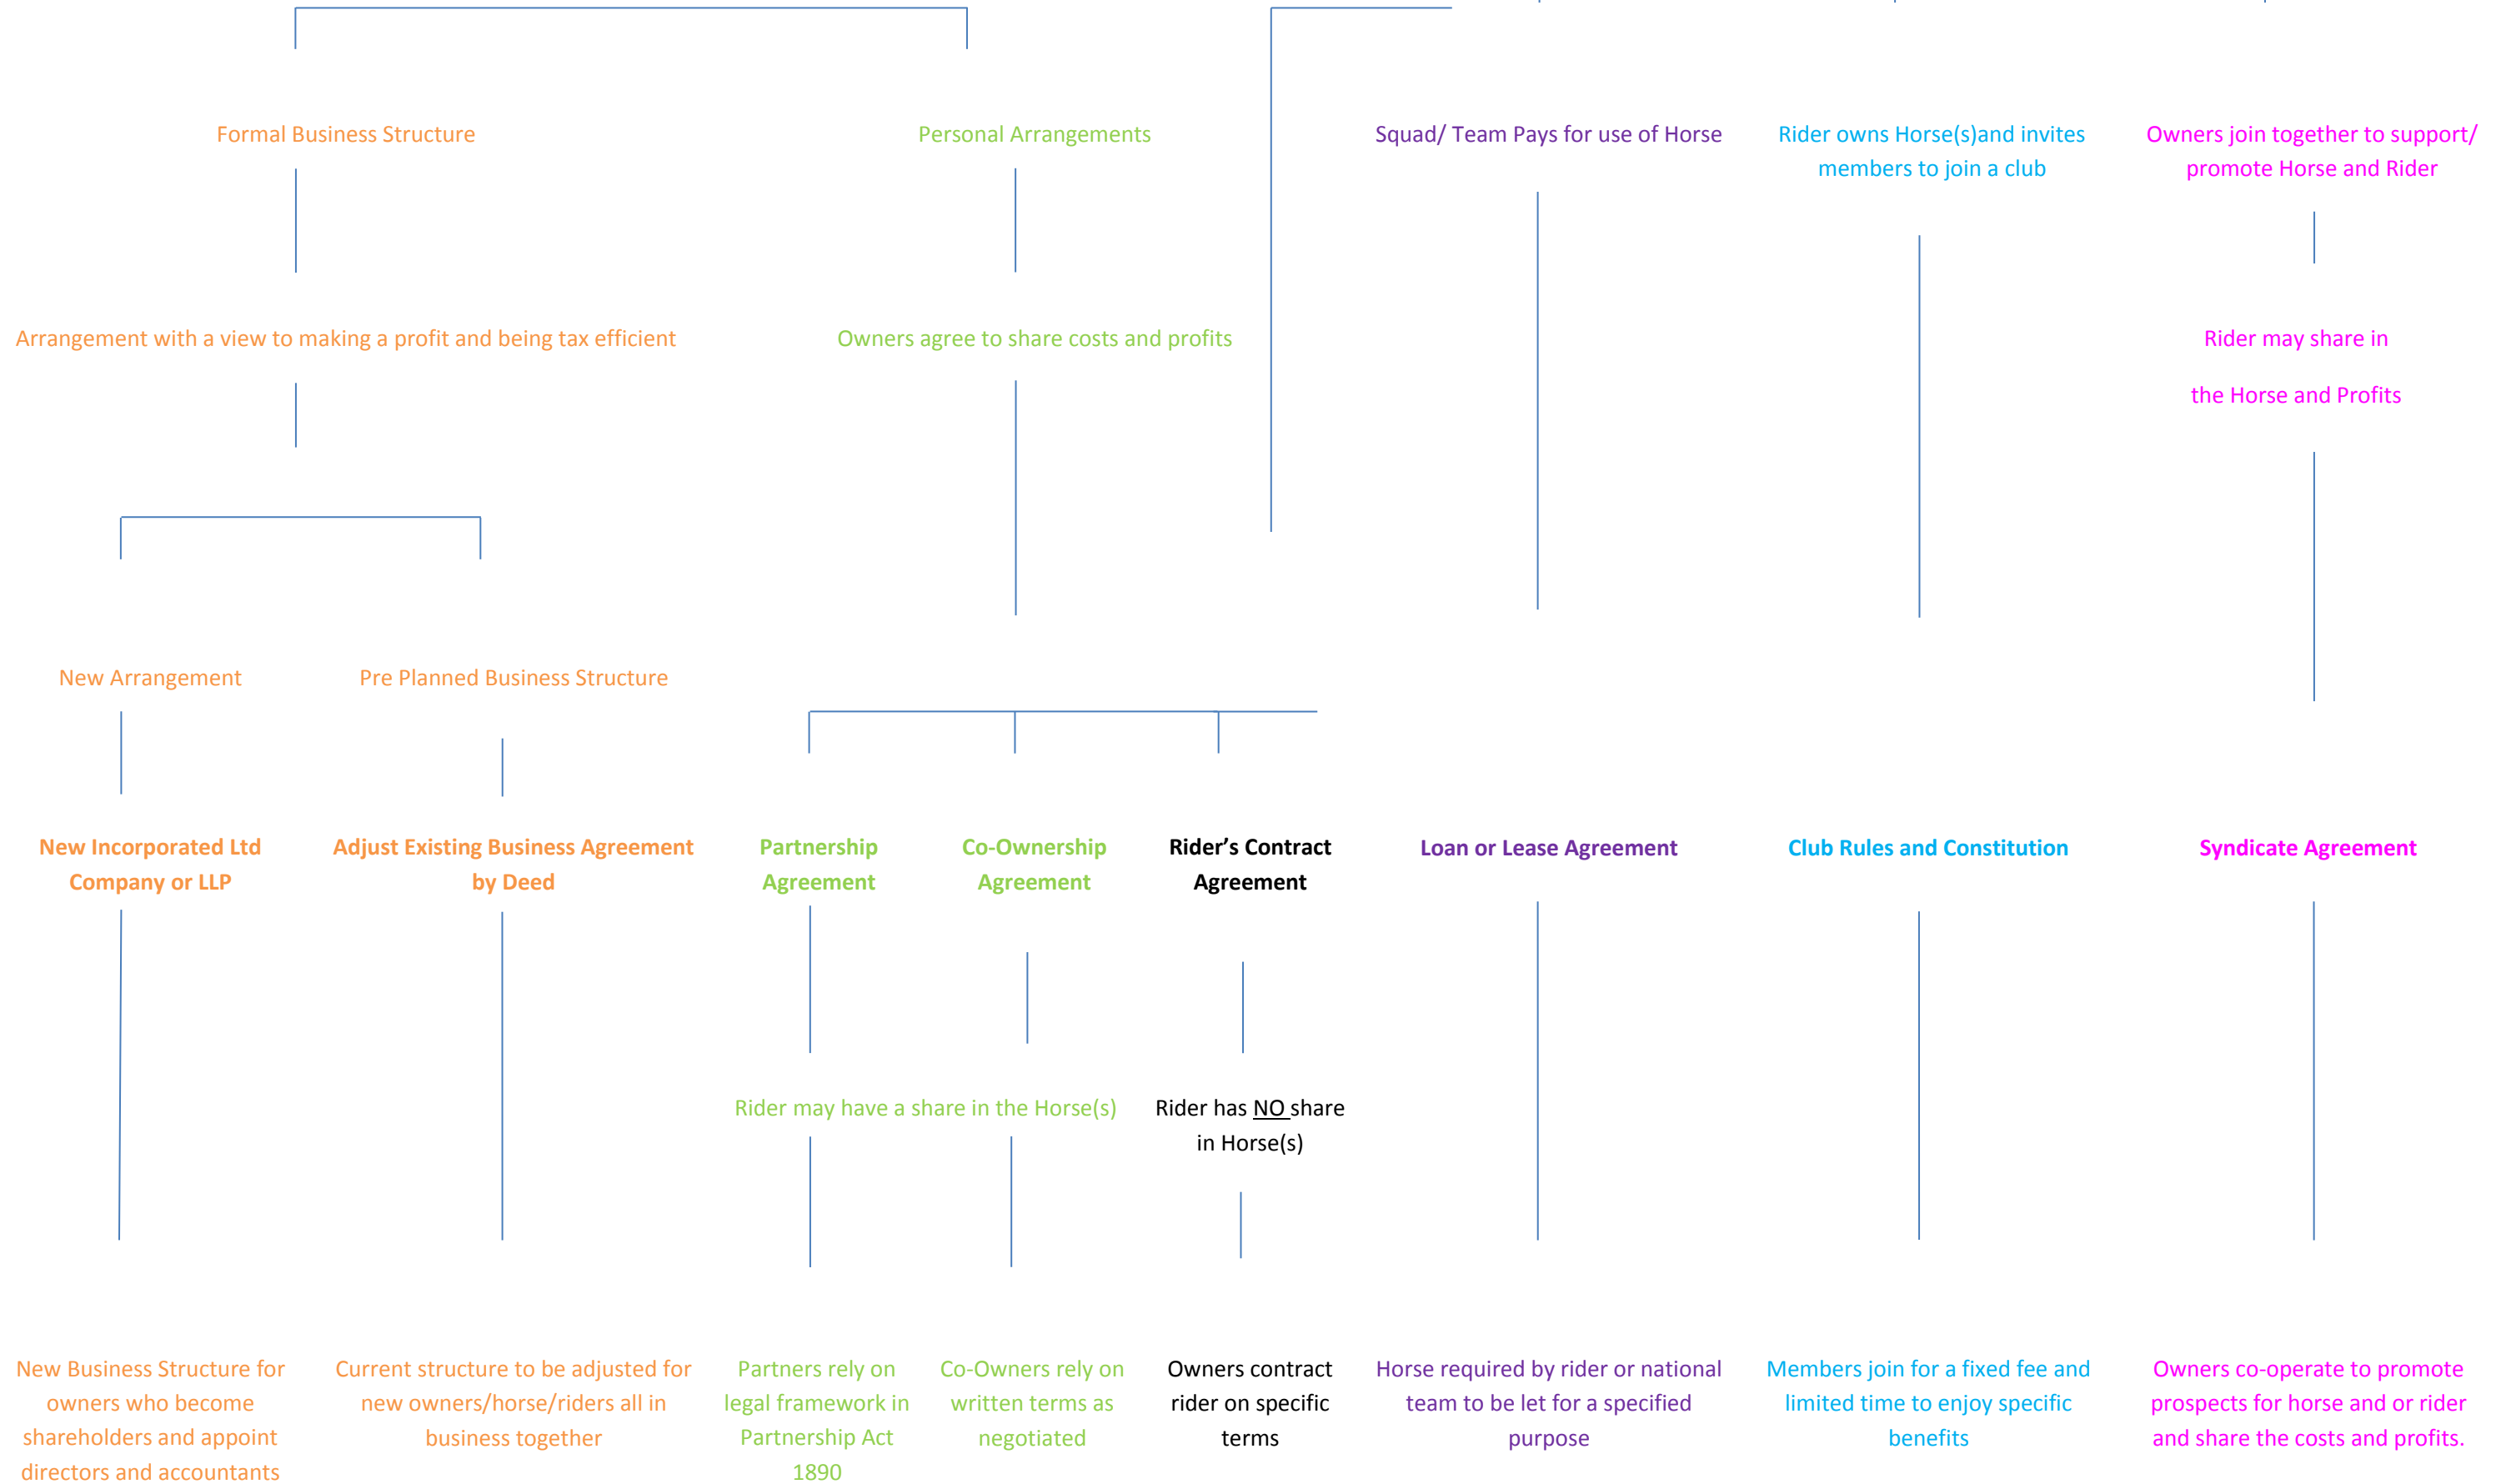 Formal Business Structure
Personal Arrangements
Squad/ Team Pays for use of Horse
Rider owns Horse(s)and invites
members to join a club
Owners join together to support/
promote Horse and Rider
Arrangement with a view to making a profit and being tax efficient
Owners agree to share costs and profits
Rider may share in
the Horse and Profits
New Arrangement
Pre Planned Business Structure
New Incorporated Ltd
Company or LLP
Adjust Existing Business Agreement
by Deed
Partnership
Agreement
Co-Ownership
Agreement
Rider’s Contract
Agreement
Loan or Lease Agreement
Club Rules and Constitution
Syndicate Agreement
Rider may have a share in the Horse(s)
Rider has NO share
in Horse(s)
New Business Structure for
owners who become
shareholders and appoint
directors and accountants
Current structure to be adjusted for
new owners/horse/riders all in
business together
Partners rely on
legal framework in
Partnership Act
1890
Co-Owners rely on
written terms as
negotiated
Owners contract
rider on specific
terms
Horse required by rider or national
team to be let for a specified
purpose
Members join for a fixed fee and
limited time to enjoy specific
benefits
Owners co-operate to promote
prospects for horse and or rider
and share the costs and profits.